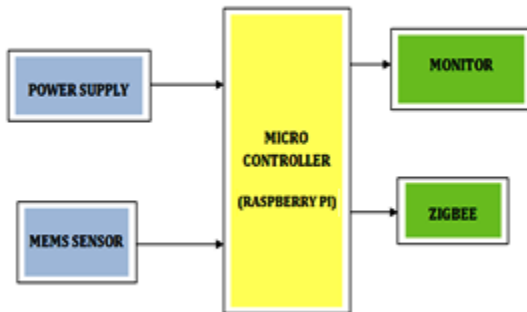 POWER SUPPLY
MEMS SENSOR
MICRO
CONTROLLER
(RASPBERRY PI)
MONITOR
ZIGBEE